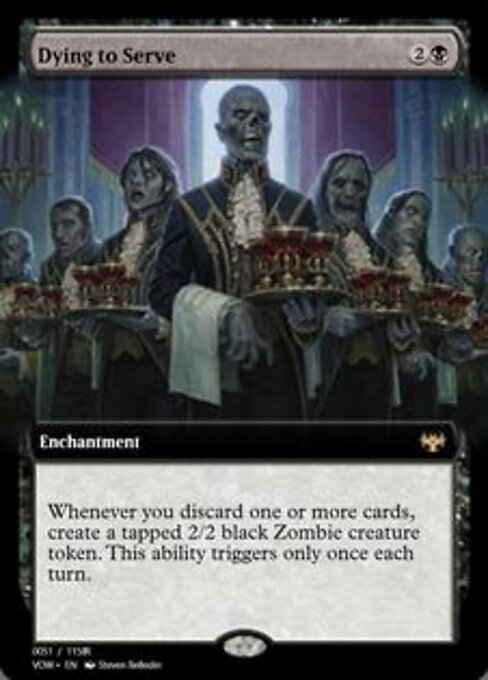 Dying to Serve 2
Enchantment
Whenever you discard one or more cards,
create a tapped 2/2 black Zombie creature
token. This ability triggers only once each
turn.
0051 / 115R
VOW • EN Steven Belledin